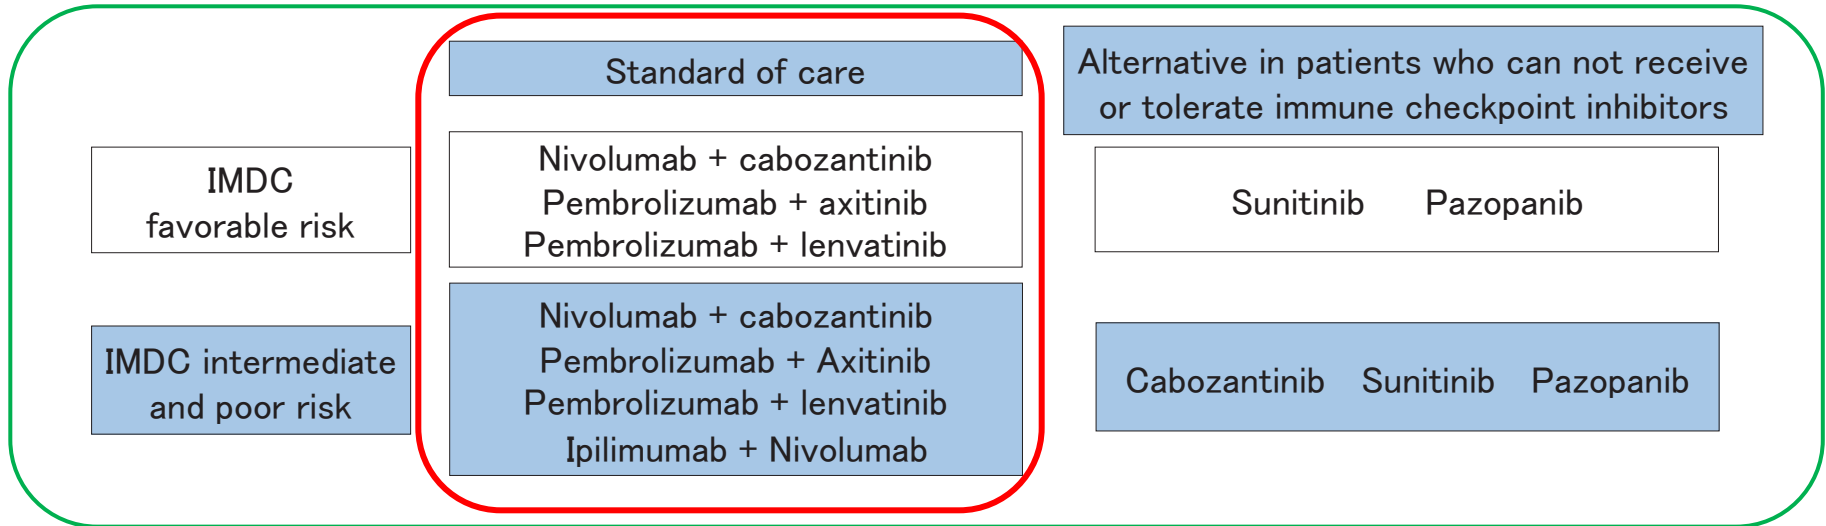 Standard of care
Alternative in patients who can not receive
or tolerate immune checkpoint inhibitors
IMDC
favorable risk
Nivolumab + cabozantinib
Pembrolizumab + axitinib
Pembrolizumab + lenvatinib
Sunitinib Pazopanib
IMDC intermediate
and poor risk
Nivolumab + cabozantinib
Pembrolizumab + Axitinib
Pembrolizumab + lenvatinib
Ipilimumab + Nivolumab
Cabozantinib Sunitinib Pazopanib